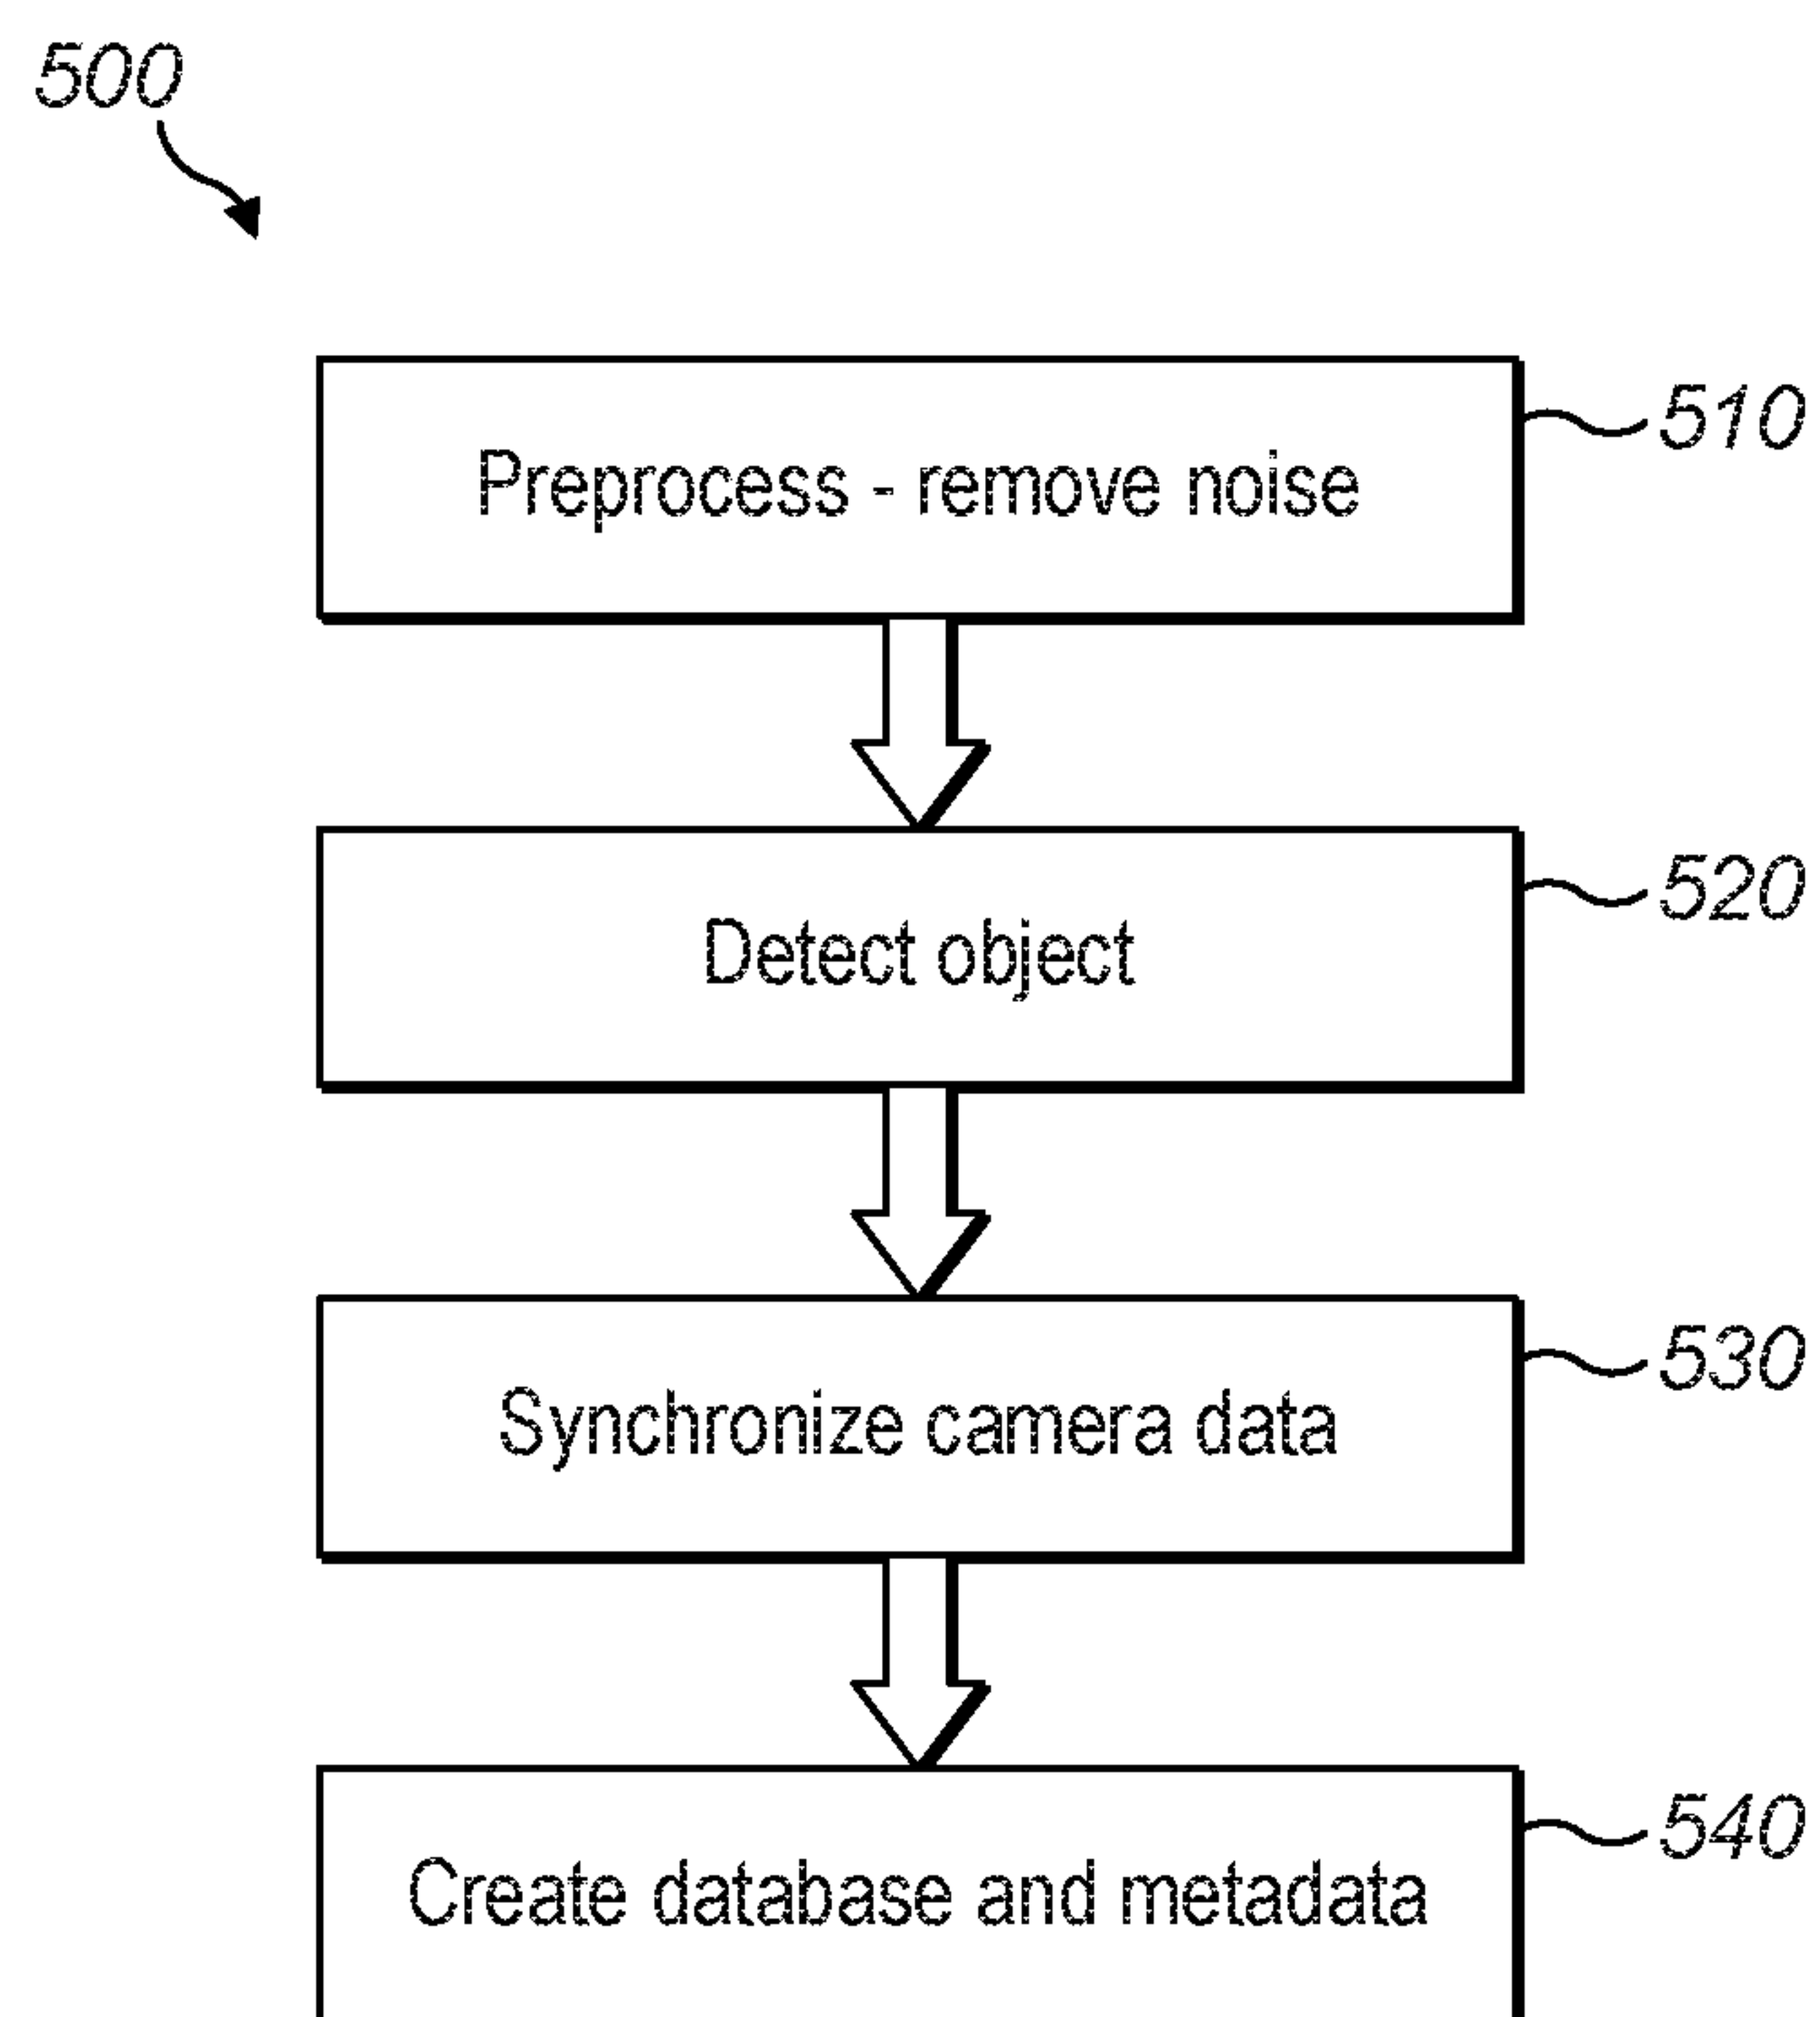 500
Preprocess - remove noise
510
Detect object
520
Synchronize camera data
530
Create database and metadata
540